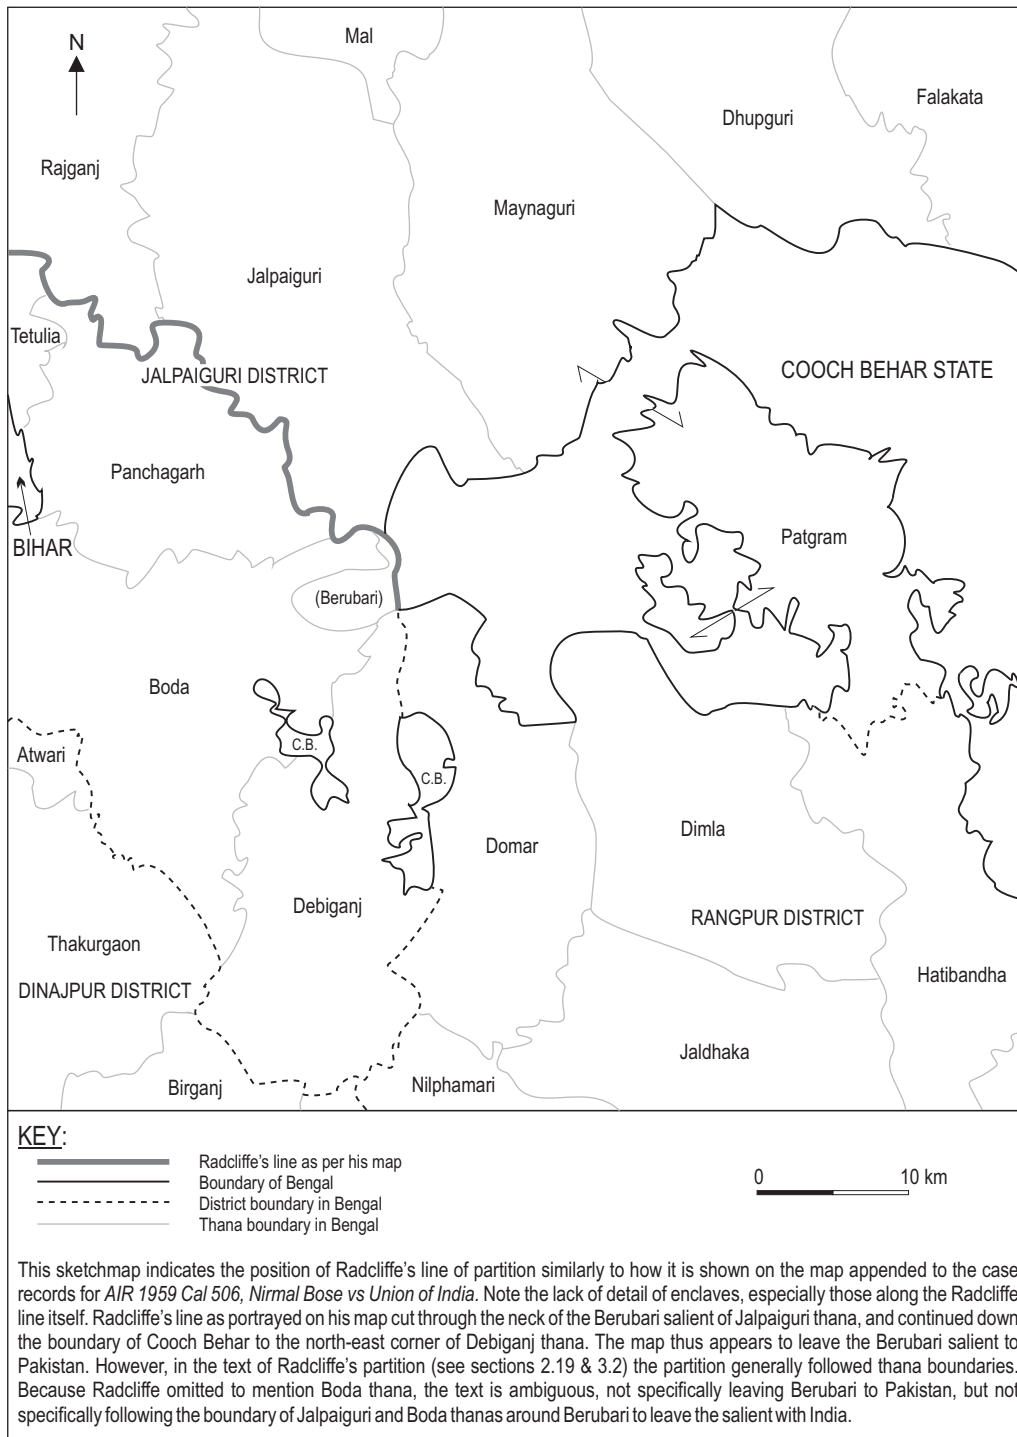 Mal
N
Falakata
Dhupguri
Rajganj
Maynaguri
Jalpaiguri
Tetulia
JALPAIGURI DISTRICT
COOCH BEHAR STATE
Panchagarh
Patgram
BIHAR
(Berubari)
Boda
C.B.
Atwari
C.B.
Dimla
Domar
Debiganj
RANGPUR DISTRICT
Thakurgaon
Hatibandha
DINAJPUR DISTRICT
Jaldhaka
Birganj
Nilphamari
KEY:
Radcliffe's line as per his map
Boundary of Bengal
District boundary in Bengal
Thana boundary in Bengal
0 10 km
This sketchmap indicates the position of Radcliffe's line of partition similarly to how it is shown on the map appended to the case
records for AIR 1959 Cal 506, Nirmal Bose vs Union of India. Note the lack of detail of enclaves, especially those along the Radcliffe
line itself. Radcliffe's line as portrayed on his map cut through the neck of the Berubari salient of Jalpaiguri thana, and continued down
the boundary of Cooch Behar to the north-east corner of Debiganj thana. The map thus appears to leave the Berubari salient to
Pakistan. However, in the text of Radcliffe's partition (see sections 2.19 & 3.2) the partition generally followed thana boundaries.
Because Radcliffe omitted to mention Boda thana, the text is ambiguous, not specifically leaving Berubari to Pakistan, but not
specifically following the boundary of Jalpaiguri and Boda thanas around Berubari to leave the salient with India.